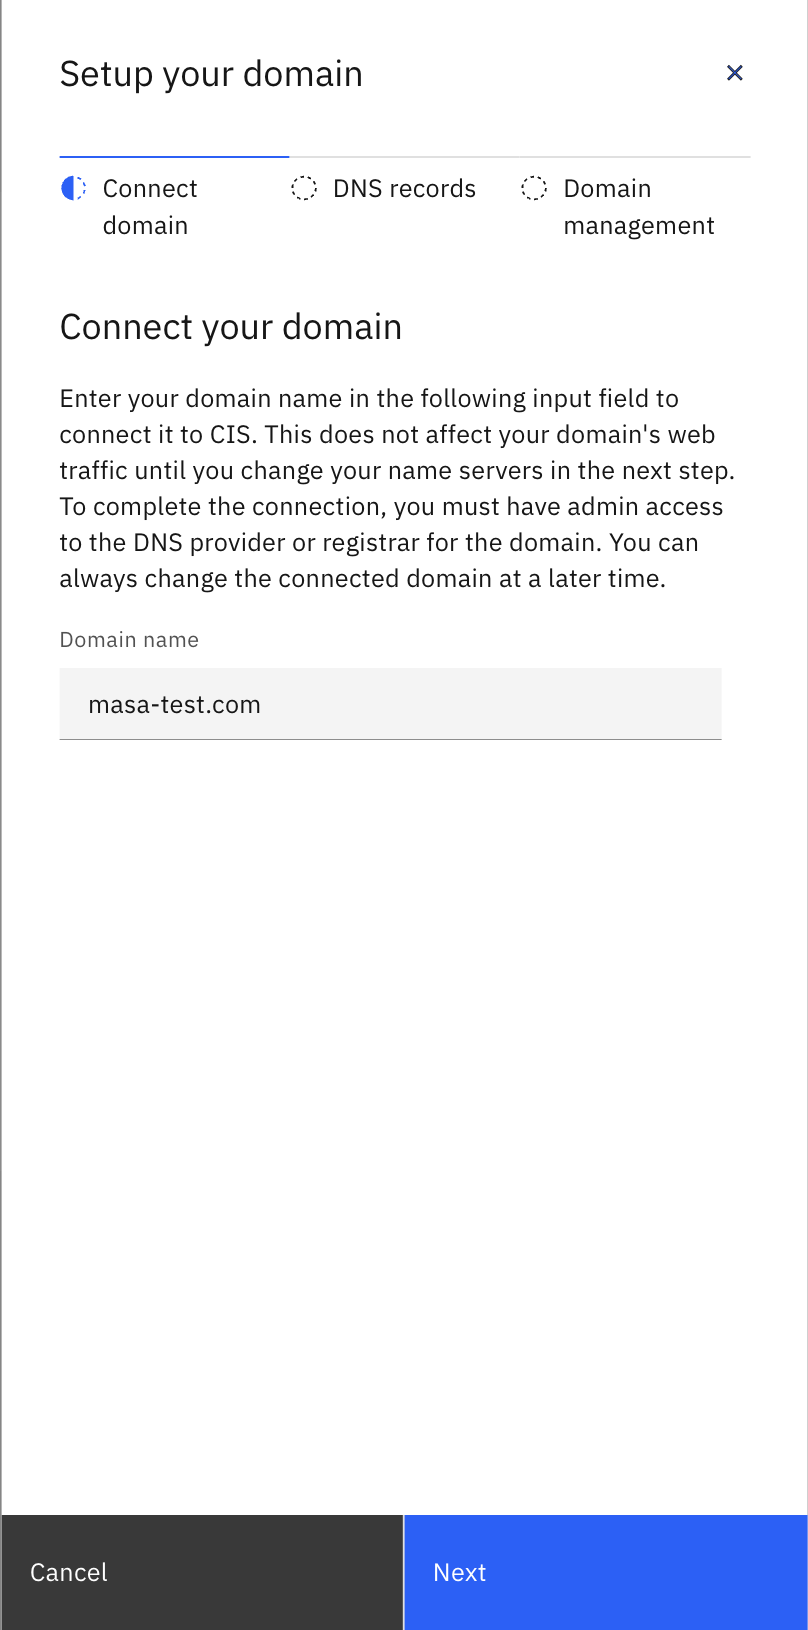 Setup your domain
Connect
domain
DNS records
Domain
management
Connect your domain
Enter your domain name in the following input field to
connect it to CIS. This does not affect your domain's web
traffic until you change your name servers in the next step.
To complete the connection, you must have admin access
to the DNS provider or registrar for the domain. You can
always change the connected domain at a later time.
Domain name
masa-test.com
Cancel
Next